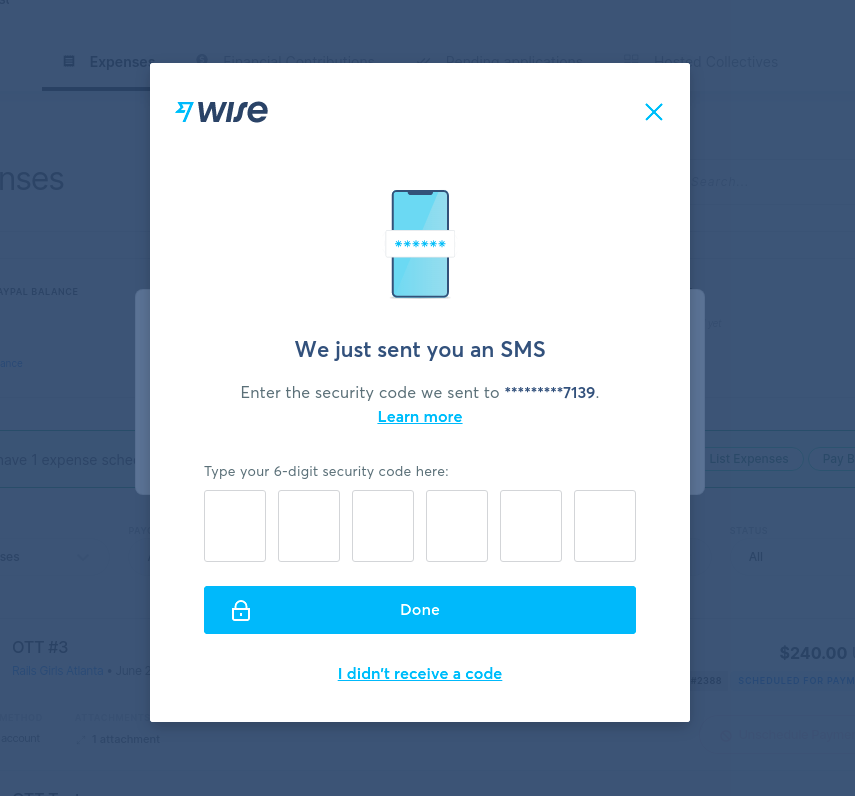 Expenses
Financial Contributions
Pending applications
Hosted Collectives
wise
nses
Search
******
AYPAL BALANCE
We just sent you an SMS
Enter the security code we sent to *********7139.
Learn more
Type your 6-digit security code here:
have 1 expense
List Expenses
Pay B
STATUS
ses
All
Done
OTT #3
$240.00
Rails Girls Atlanta • June
I didn't receive a code
#2388
SCHEDULED FOR PAYM
account
1 attachment